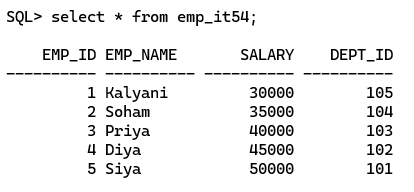 SQL> select * from emp_it54;
EMP_ID EMP_NAME SALARY DEPT_ID
---------- ---------- ---------- ----------
1 Kalyani 30000 105
2 Soham 35000 104
3 Priya 40000 103
4 Diya 45000 102
5 Siya 50000 101